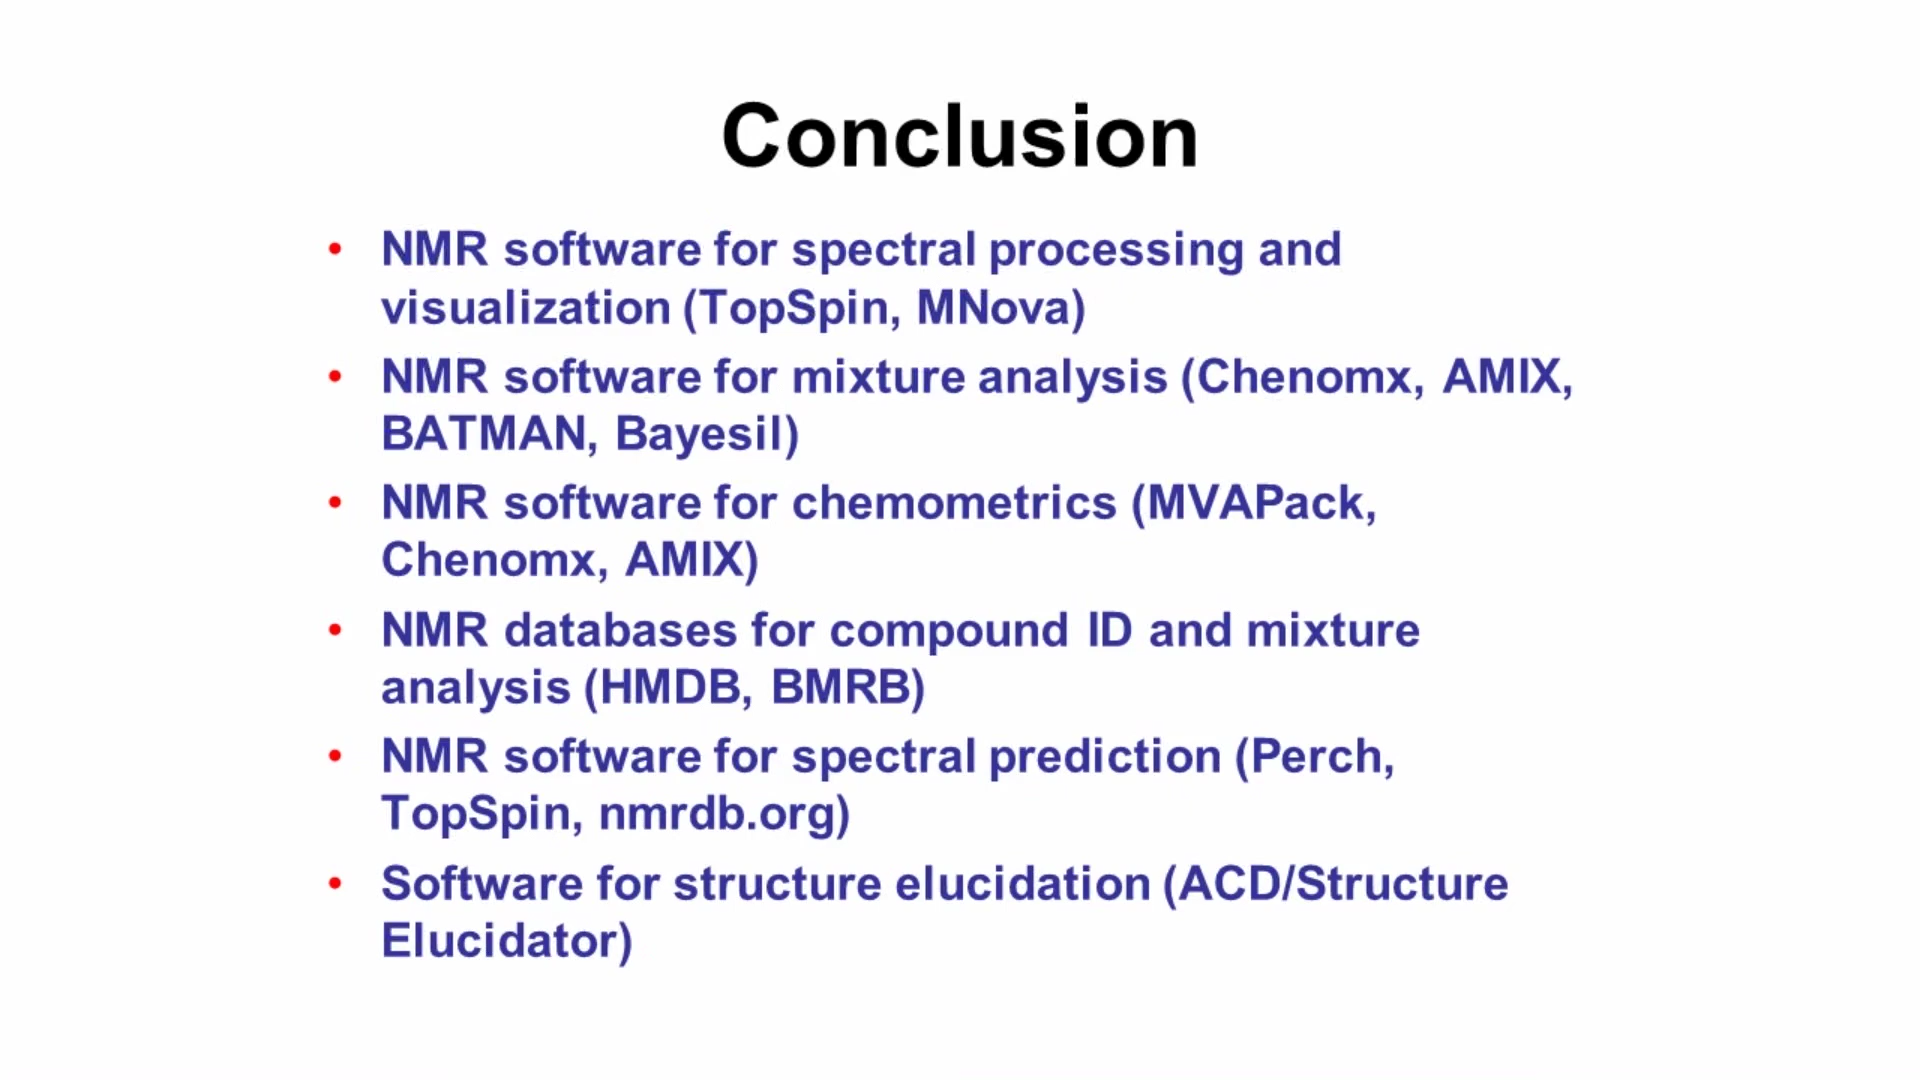 Conclusion
• NMR software for spectral processing and
visualization (TopSpin, MNova)
• NMR software for mixture analysis (Chenomx, AMIX,
BATMAN, Bayesil)
• NMR software for chemometrics (MVAPack,
Chenomx, AMIX)
• NMR databases for compound ID and mixture
analysis (HMDB, BMRB)
• NMR software for spectral prediction (Perch,
TopSpin, nmrdb.org)
• Software for structure elucidation (ACD/Structure
Elucidator)